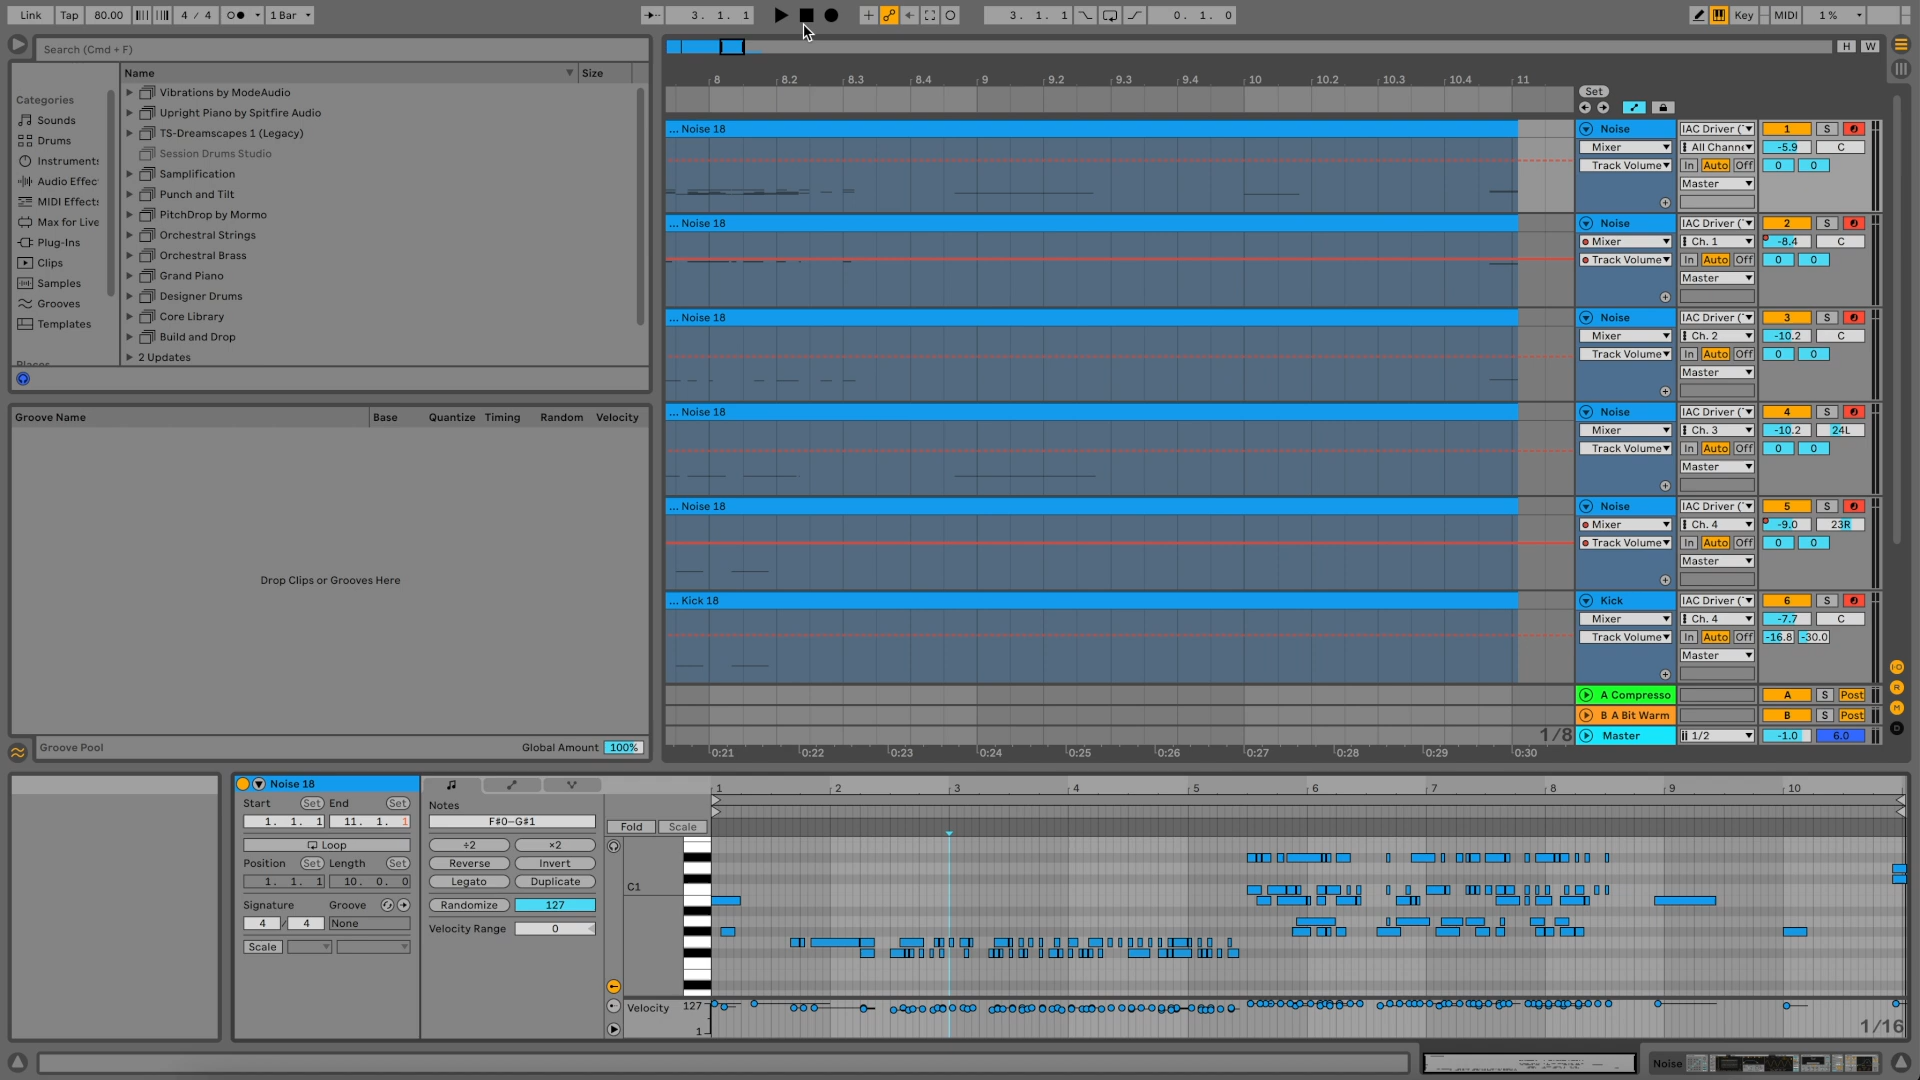 Link Tap 80.00 4 / 4 1 Bar 3. 1. 1 3. 1. 1 0. 1. 0 Key MIDI 1 %
Search (Cmd + F)
H W
Name Size
8 8.2 8.3 8.4 9 9.2 9.3 9.4 10 10.2 10.3 10.4 11
Set
Categories
Sounds
Drums
Instruments
Audio Effec
MIDI Effects
Max for Live
Plug-Ins
Clips
Samples
Grooves
Templates
Vibrations by ModeAudio
Upright Piano by Spitfire Audio
TS-Dreamscapes 1 (Legacy)
Session Drums Studio
Samplification
Punch and Tilt
PitchDrop by Mormo
Orchestral Strings
Orchestral Brass
Grand Piano
Designer Drums
Core Library
Build and Drop
2 Updates
... Noise 18 Noise IAC Driver (" 1 S
Mixer All Channe -5.9 C
Track Volume In Auto Off 0 0
Master
... Noise 18 Noise IAC Driver (" 2 S
Mixer Ch. 1 -8.4 C
Track Volume In Auto Off 0 0
Master
... Noise 18 Noise IAC Driver (" 3 S
Mixer Ch. 2 -10.2 C
Track Volume In Auto Off 0 0
Master
... Noise 18 Noise IAC Driver (" 4 S
Mixer Ch. 3 -10.2 24L
Track Volume In Auto Off 0 0
Master
... Noise 18 Noise IAC Driver (" 5 S
Mixer Ch. 4 -9.0 23R
Track Volume In Auto Off 0 0
Master
... Kick 18 Kick IAC Driver (" 6 S
Mixer Ch. 4 -7.7 C
Track Volume In Auto Off -16.8 -30.0
Master
A Compresso A S Post
B A Bit Warm B S Post
1/8 Master 1/2 -1.0 6.0
0:21 0:22 0:23 0:24 0:25 0:26 0:27 0:28 0:29 0:30
Groove Name Base Quantize Timing Random Velocity
Drop Clips or Grooves Here
Groove Pool Global Amount 100%
Noise 18
Start Set End Set
1. 1. 1 11. 1. 1
Loop
Position Set Length Set
1. 1. 1 10. 0. 0
Signature Groove
4 / 4 None
Scale
Notes
F#0–G#1
÷2 ×2
Reverse Invert
Legato Duplicate
Randomize 127
Velocity Range 0
1 2 3 4 5 6 7 8 9 10
Fold Scale
C1
Velocity 127
1
1/16
Noise